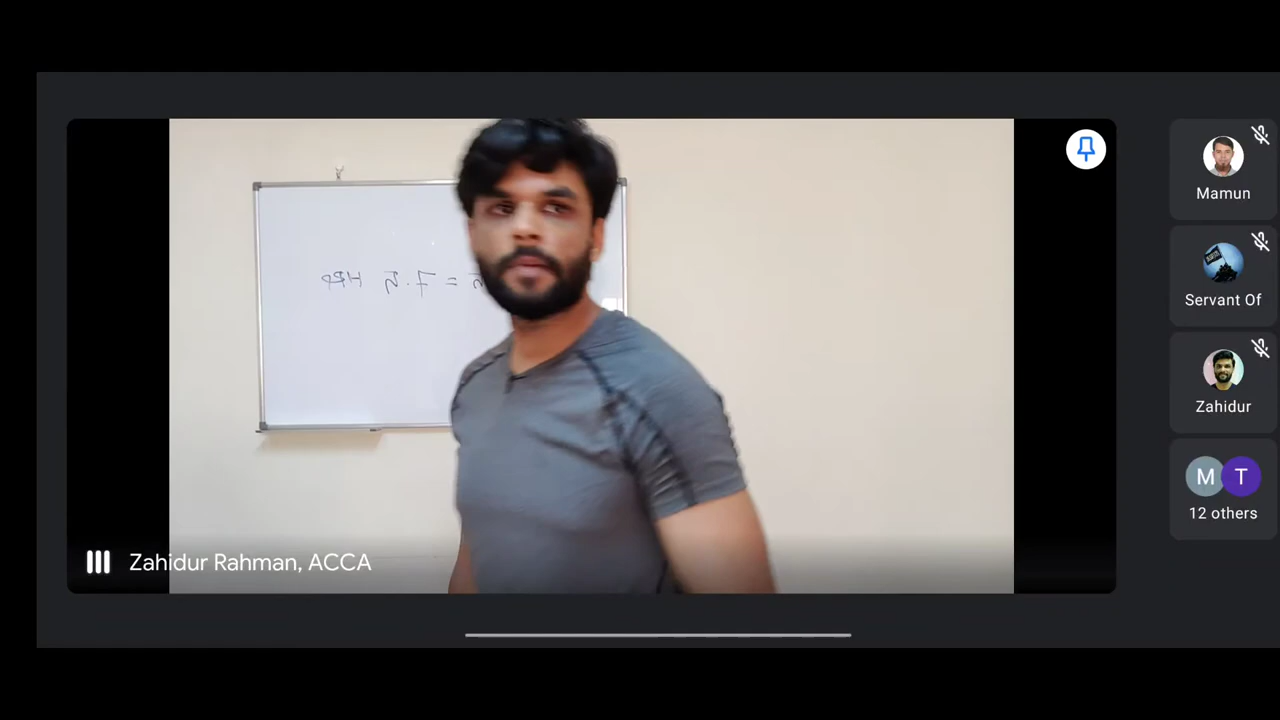 Mamun
Servant Of
Zahidur
M T
12 others
Zahidur Rahman, ACCA